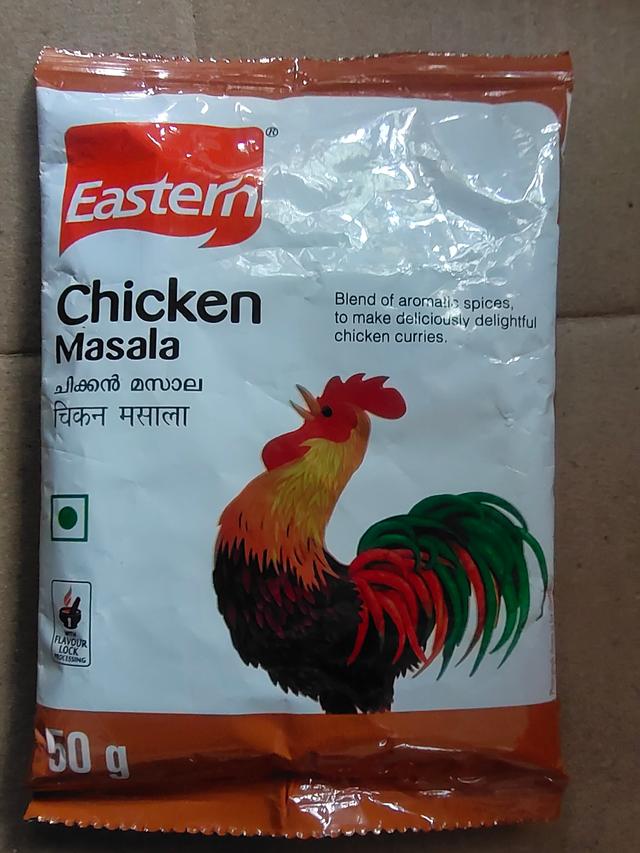 Eastern®
Chicken
Masala
ചിക്കൻ മസാല
चिकन मसाला
Blend of aromatic spices,
to make deliciously delightful
chicken curries.
WITH
FLAVOUR
LOCK
PROCESSING
50 g